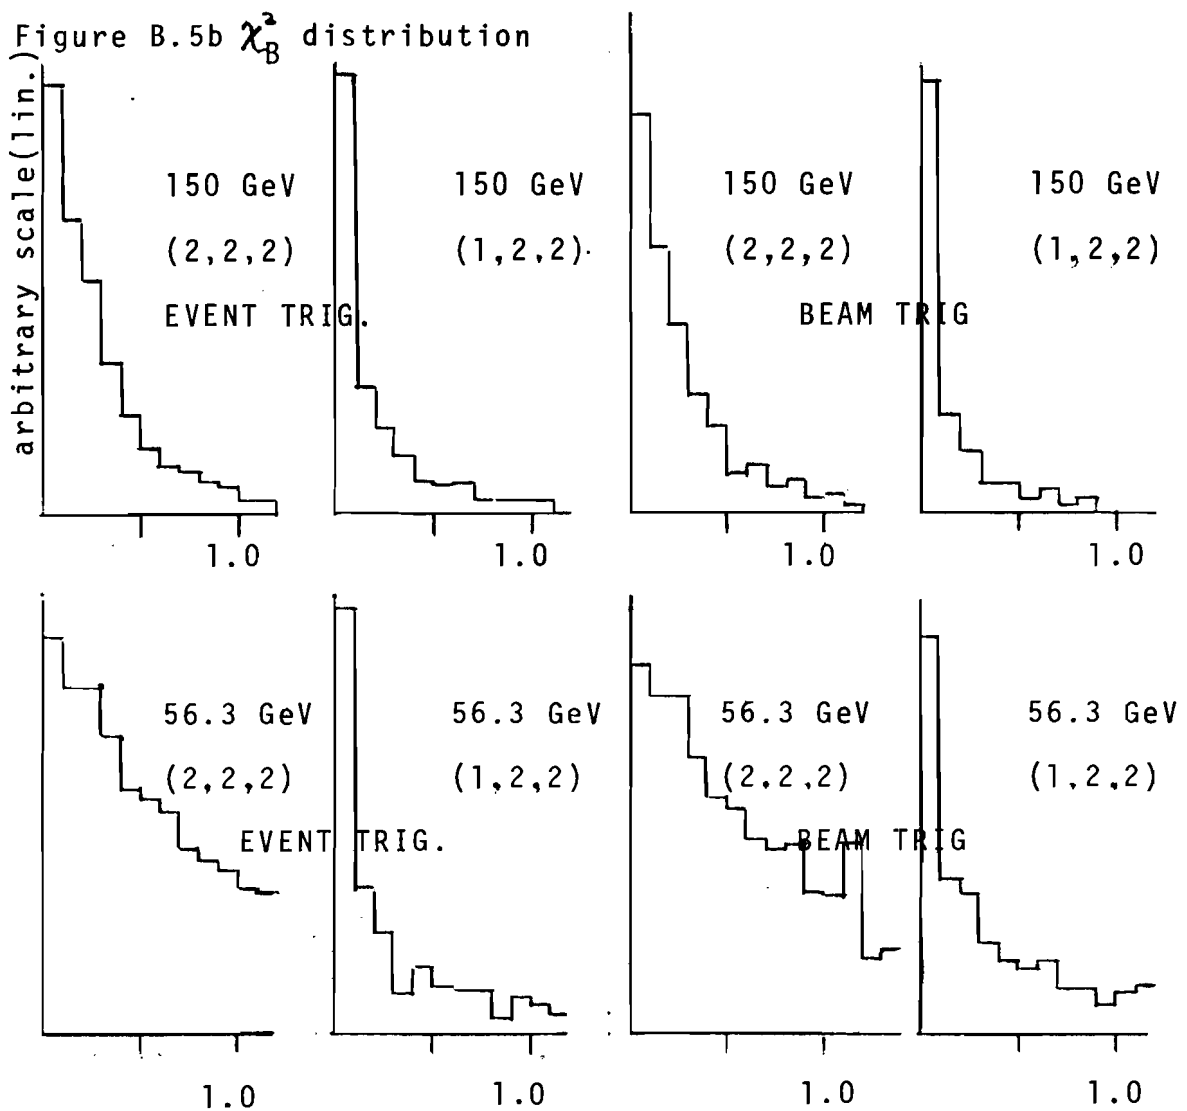 Figure B.5b χ²_B distribution
arbitrary scale(lin.)
150 GeV
(2,2,2)
EVENT TRIG.
150 GeV
(1,2,2)
150 GeV
(2,2,2)
BEAM TRIG
150 GeV
(1,2,2)
1.0
1.0
1.0
1.0
56.3 GeV
(2,2,2)
EVENT TRIG.
56.3 GeV
(1,2,2)
56.3 GeV
(2,2,2)
BEAM TRIG
56.3 GeV
(1,2,2)
1.0
1.0
1.0
1.0